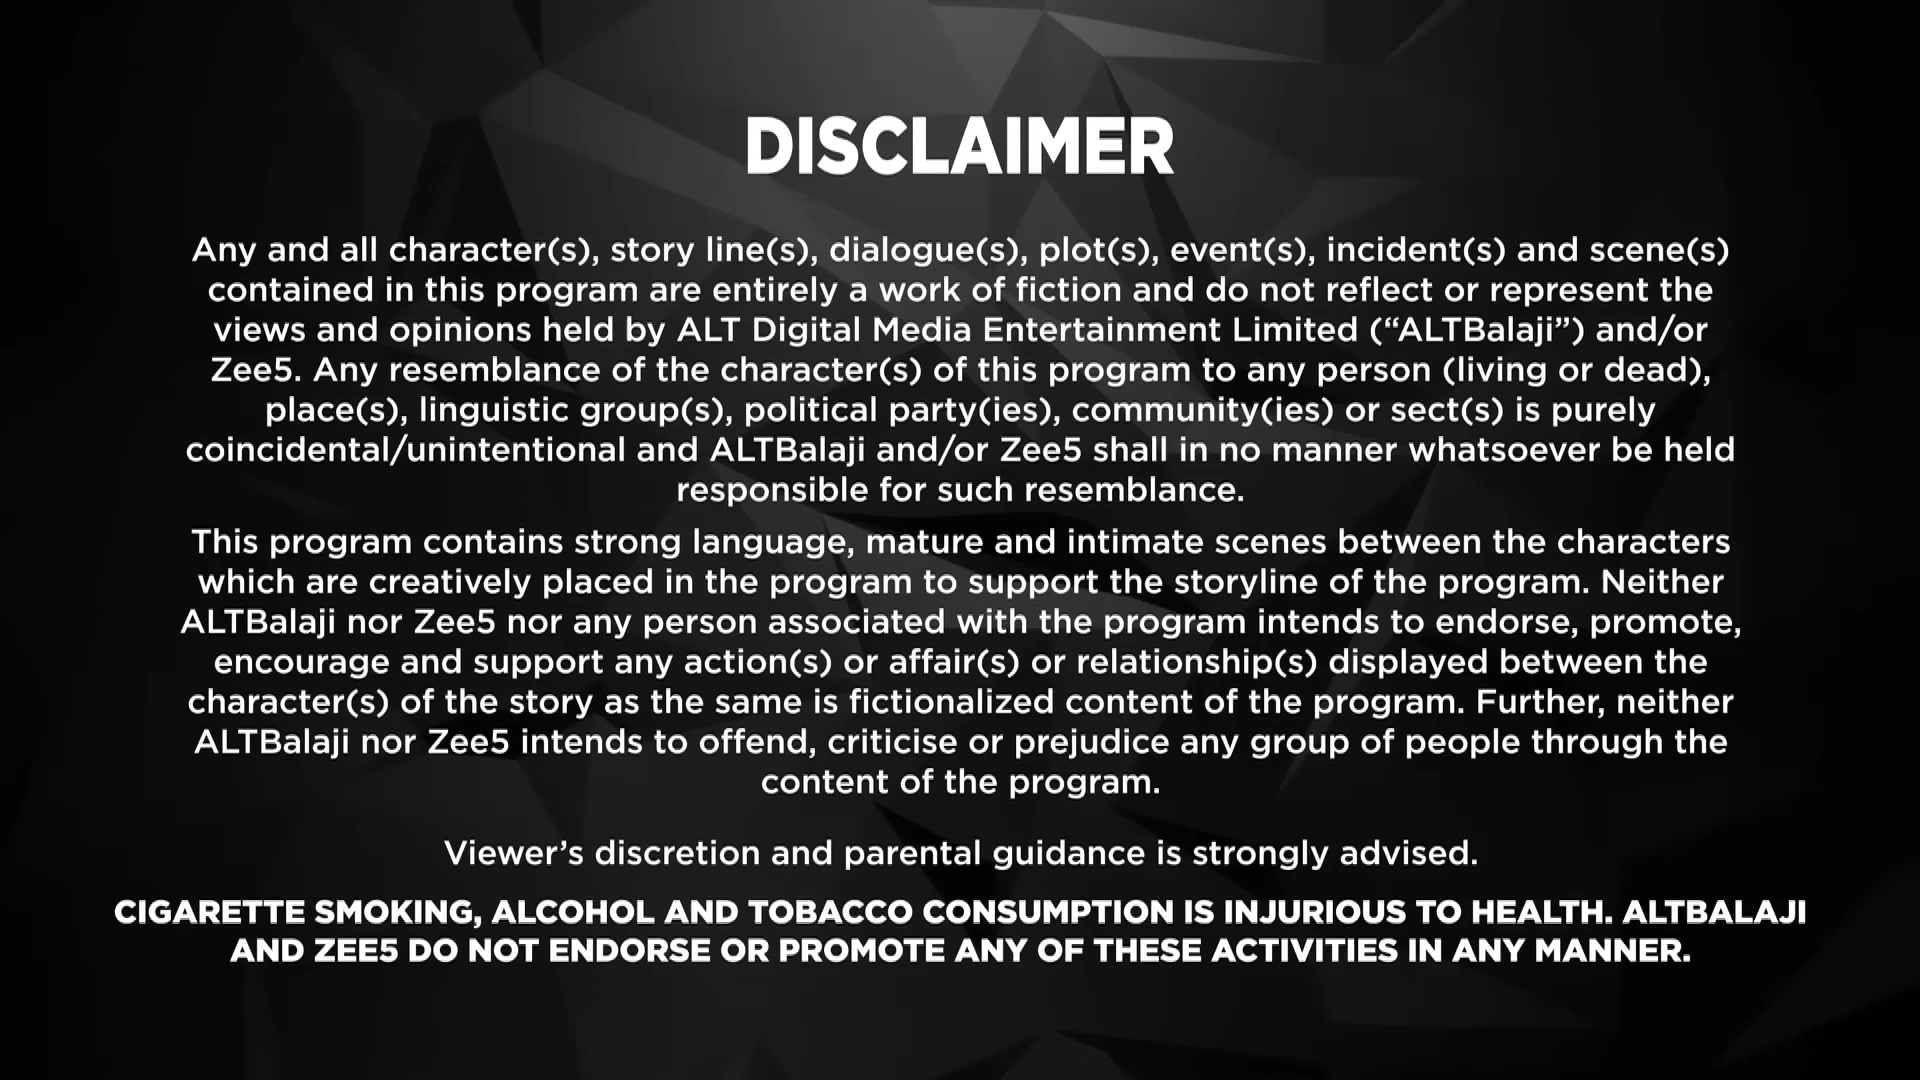 DISCLAIMER
Any and all character(s), story line(s), dialogue(s), plot(s), event(s), incident(s) and scene(s)
contained in this program are entirely a work of fiction and do not reflect or represent the
views and opinions held by ALT Digital Media Entertainment Limited (“ALTBalaji”) and/or
Zee5. Any resemblance of the character(s) of this program to any person (living or dead),
place(s), linguistic group(s), political party(ies), community(ies) or sect(s) is purely
coincidental/unintentional and ALTBalaji and/or Zee5 shall in no manner whatsoever be held
responsible for such resemblance.
This program contains strong language, mature and intimate scenes between the characters
which are creatively placed in the program to support the storyline of the program. Neither
ALTBalaji nor Zee5 nor any person associated with the program intends to endorse, promote,
encourage and support any action(s) or affair(s) or relationship(s) displayed between the
character(s) of the story as the same is fictionalized content of the program. Further, neither
ALTBalaji nor Zee5 intends to offend, criticise or prejudice any group of people through the
content of the program.
Viewer’s discretion and parental guidance is strongly advised.
CIGARETTE SMOKING, ALCOHOL AND TOBACCO CONSUMPTION IS INJURIOUS TO HEALTH. ALTBALAJI
AND ZEE5 DO NOT ENDORSE OR PROMOTE ANY OF THESE ACTIVITIES IN ANY MANNER.